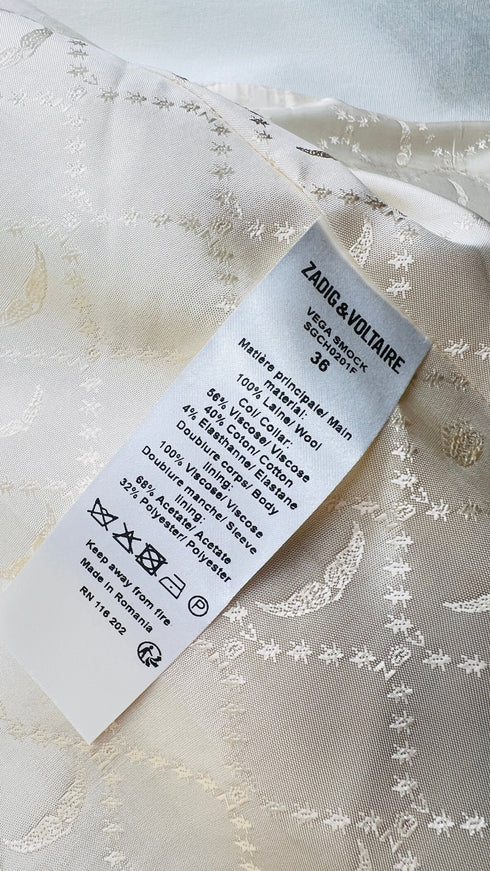 ZADIG & VOLTAIRE
VEGA SMOCK
SGCH0201F
36
Matière principale/ Main
material:
100% Laine/ Wool
Col/ Collar:
56% Viscose/ Viscose
40% Coton/ Cotton
4% Elasthanne/ Elastane
Doublure corps/ Body
lining:
100% Viscose/ Viscose
Doublure manche/ Sleeve
lining:
68% Acetate/ Acetate
32% Polyester/ Polyester
P
Keep away from fire
Made in Romania
RN 116 202